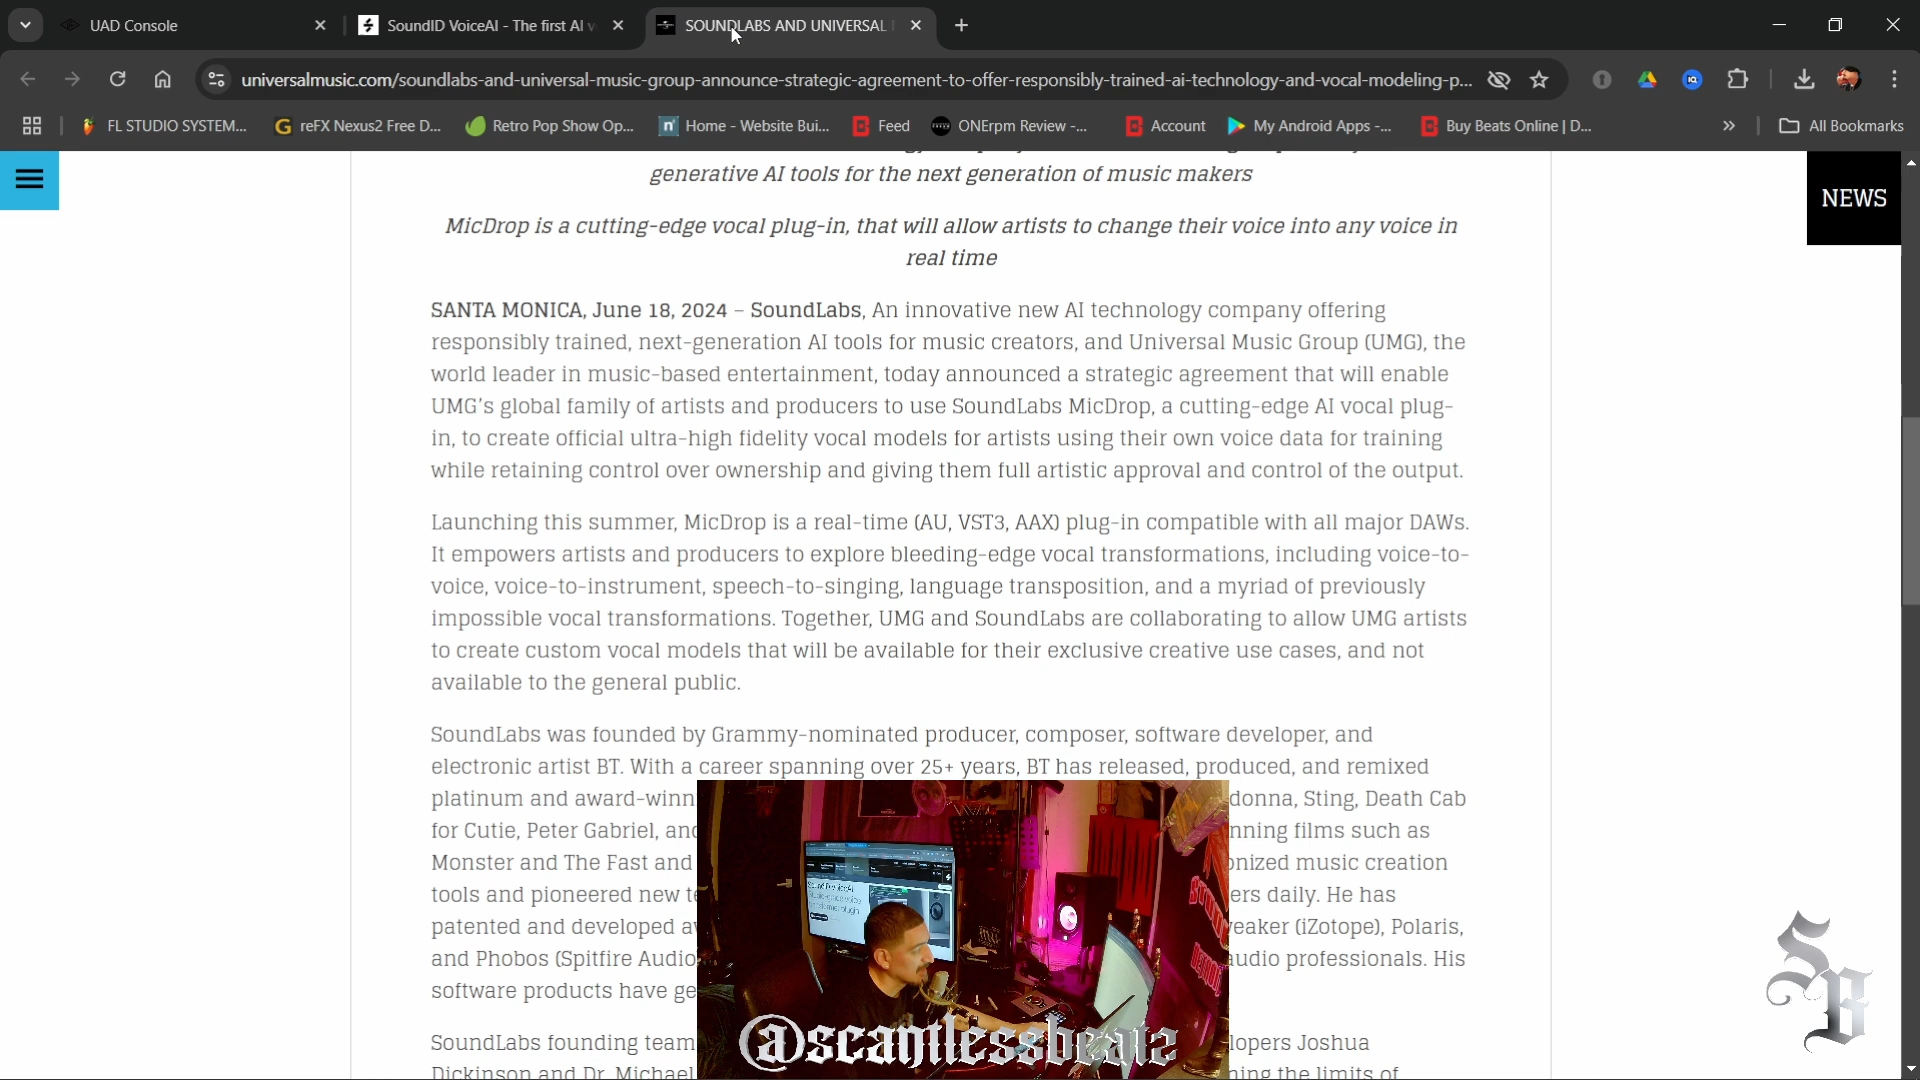 UAD Console
SoundID VoiceAI - The first AI v
SOUNDLABS AND UNIVERSAL
universalmusic.com/soundlabs-and-universal-music-group-announce-strategic-agreement-to-offer-responsibly-trained-ai-technology-and-vocal-modeling-p...
FL STUDIO SYSTEM...
reFX Nexus2 Free D...
Retro Pop Show Op...
Home - Website Bui...
Feed
ONErpm Review -...
Account
My Android Apps -...
Buy Beats Online | D...
All Bookmarks
NEWS
generative AI tools for the next generation of music makers
MicDrop is a cutting-edge vocal plug-in, that will allow artists to change their voice into any voice in
real time
SANTA MONICA, June 18, 2024 – SoundLabs, An innovative new AI technology company offering
responsibly trained, next-generation AI tools for music creators, and Universal Music Group (UMG), the
world leader in music-based entertainment, today announced a strategic agreement that will enable
UMG’s global family of artists and producers to use SoundLabs MicDrop, a cutting-edge AI vocal plug-
in, to create official ultra-high fidelity vocal models for artists using their own voice data for training
while retaining control over ownership and giving them full artistic approval and control of the output.
Launching this summer, MicDrop is a real-time (AU, VST3, AAX) plug-in compatible with all major DAWs.
It empowers artists and producers to explore bleeding-edge vocal transformations, including voice-to-
voice, voice-to-instrument, speech-to-singing, language transposition, and a myriad of previously
impossible vocal transformations. Together, UMG and SoundLabs are collaborating to allow UMG artists
to create custom vocal models that will be available for their exclusive creative use cases, and not
available to the general public.
SoundLabs was founded by Grammy-nominated producer, composer, software developer, and
electronic artist BT. With a career spanning over 25+ years, BT has released, produced, and remixed
platinum and award-winn donna, Sting, Death Cab
for Cutie, Peter Gabriel, and nning films such as
Monster and The Fast and onized music creation
tools and pioneered new te ers daily. He has
patented and developed aw reaker (iZotope), Polaris,
and Phobos (Spitfire Audio audio professionals. His
software products have ge
SoundLabs founding team lopers Joshua
Dickinson and Dr. Michael ning the limits of
@scantlessbeatz
SB